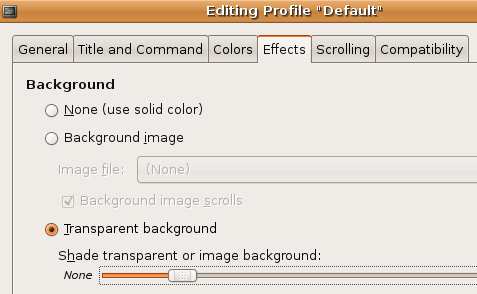 Editing Profile "Default"
General Title and Command Colors Effects Scrolling Compatibility
Background
None (use solid color)
Background image
Image file: (None)
Background image scrolls
Transparent background
Shade transparent or image background:
None